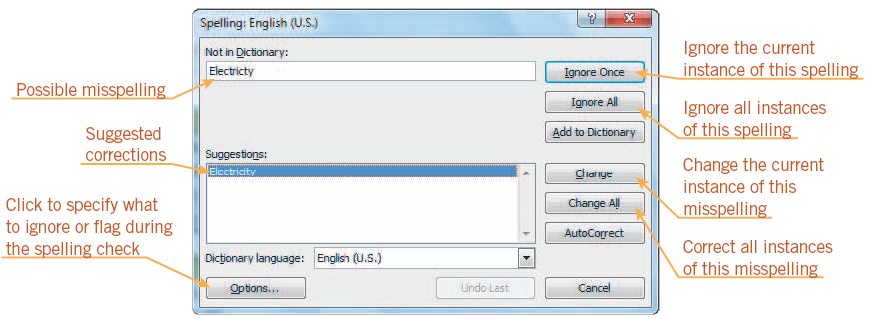 Spelling: English (U.S.)
?
Not in Dictionary:
Electricty
Ignore Once
Ignore All
Add to Dictionary
Suggestions:
Electricity
Change
Change All
AutoCorrect
Dictionary language:
English (U.S.)
Options...
Undo Last
Cancel
Possible misspelling
Suggested
corrections
Click to specify what
to ignore or flag during
the spelling check
Ignore the current
instance of this spelling
Ignore all instances
of this spelling
Change the current
instance of this
misspelling
Correct all instances
of this misspelling